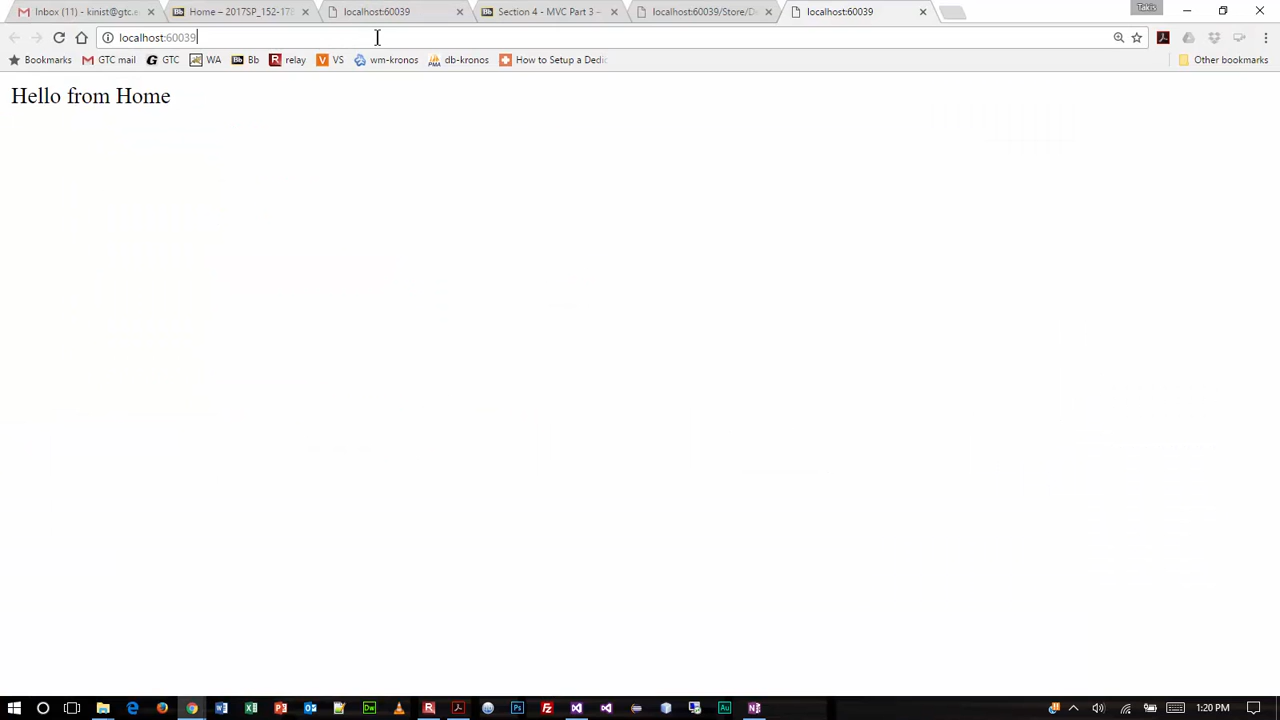 Inbox (11) - kinist@gtc.e
Home – 2017SP_152-17
localhost:60039
Section 4 - MVC Part 3 –
localhost:60039/Store/D
localhost:60039
Takis
localhost:60039
Bookmarks
GTC mail
GTC
WA
Bb
relay
VS
wm-kronos
db-kronos
How to Setup a Dedic
Other bookmarks
Hello from Home
1:20 PM